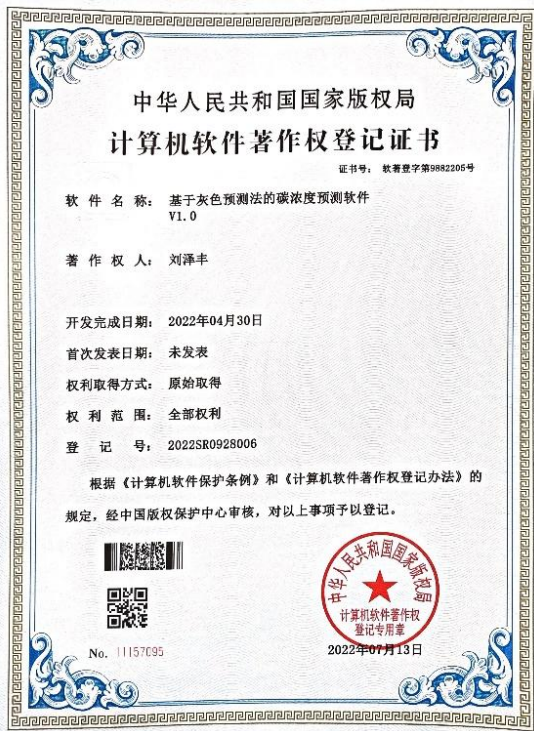 中华人民共和国国家版权局
计算机软件著作权登记证书
证书号： 软著登字第9882205号
软件名称： 基于灰色预测法的碳浓度预测软件
V1.0
著作权人： 刘泽丰
开发完成日期： 2022年04月30日
首次发表日期： 未发表
权利取得方式： 原始取得
权利范围： 全部权利
登记号： 2022SR0928006
根据《计算机软件保护条例》和《计算机软件著作权登记办法》的
规定，经中国版权保护中心审核，对以上事项予以登记。
中华人民共和国国家版权局
计算机软件著作权
登记专用章
No. 11157095
2022年07月13日